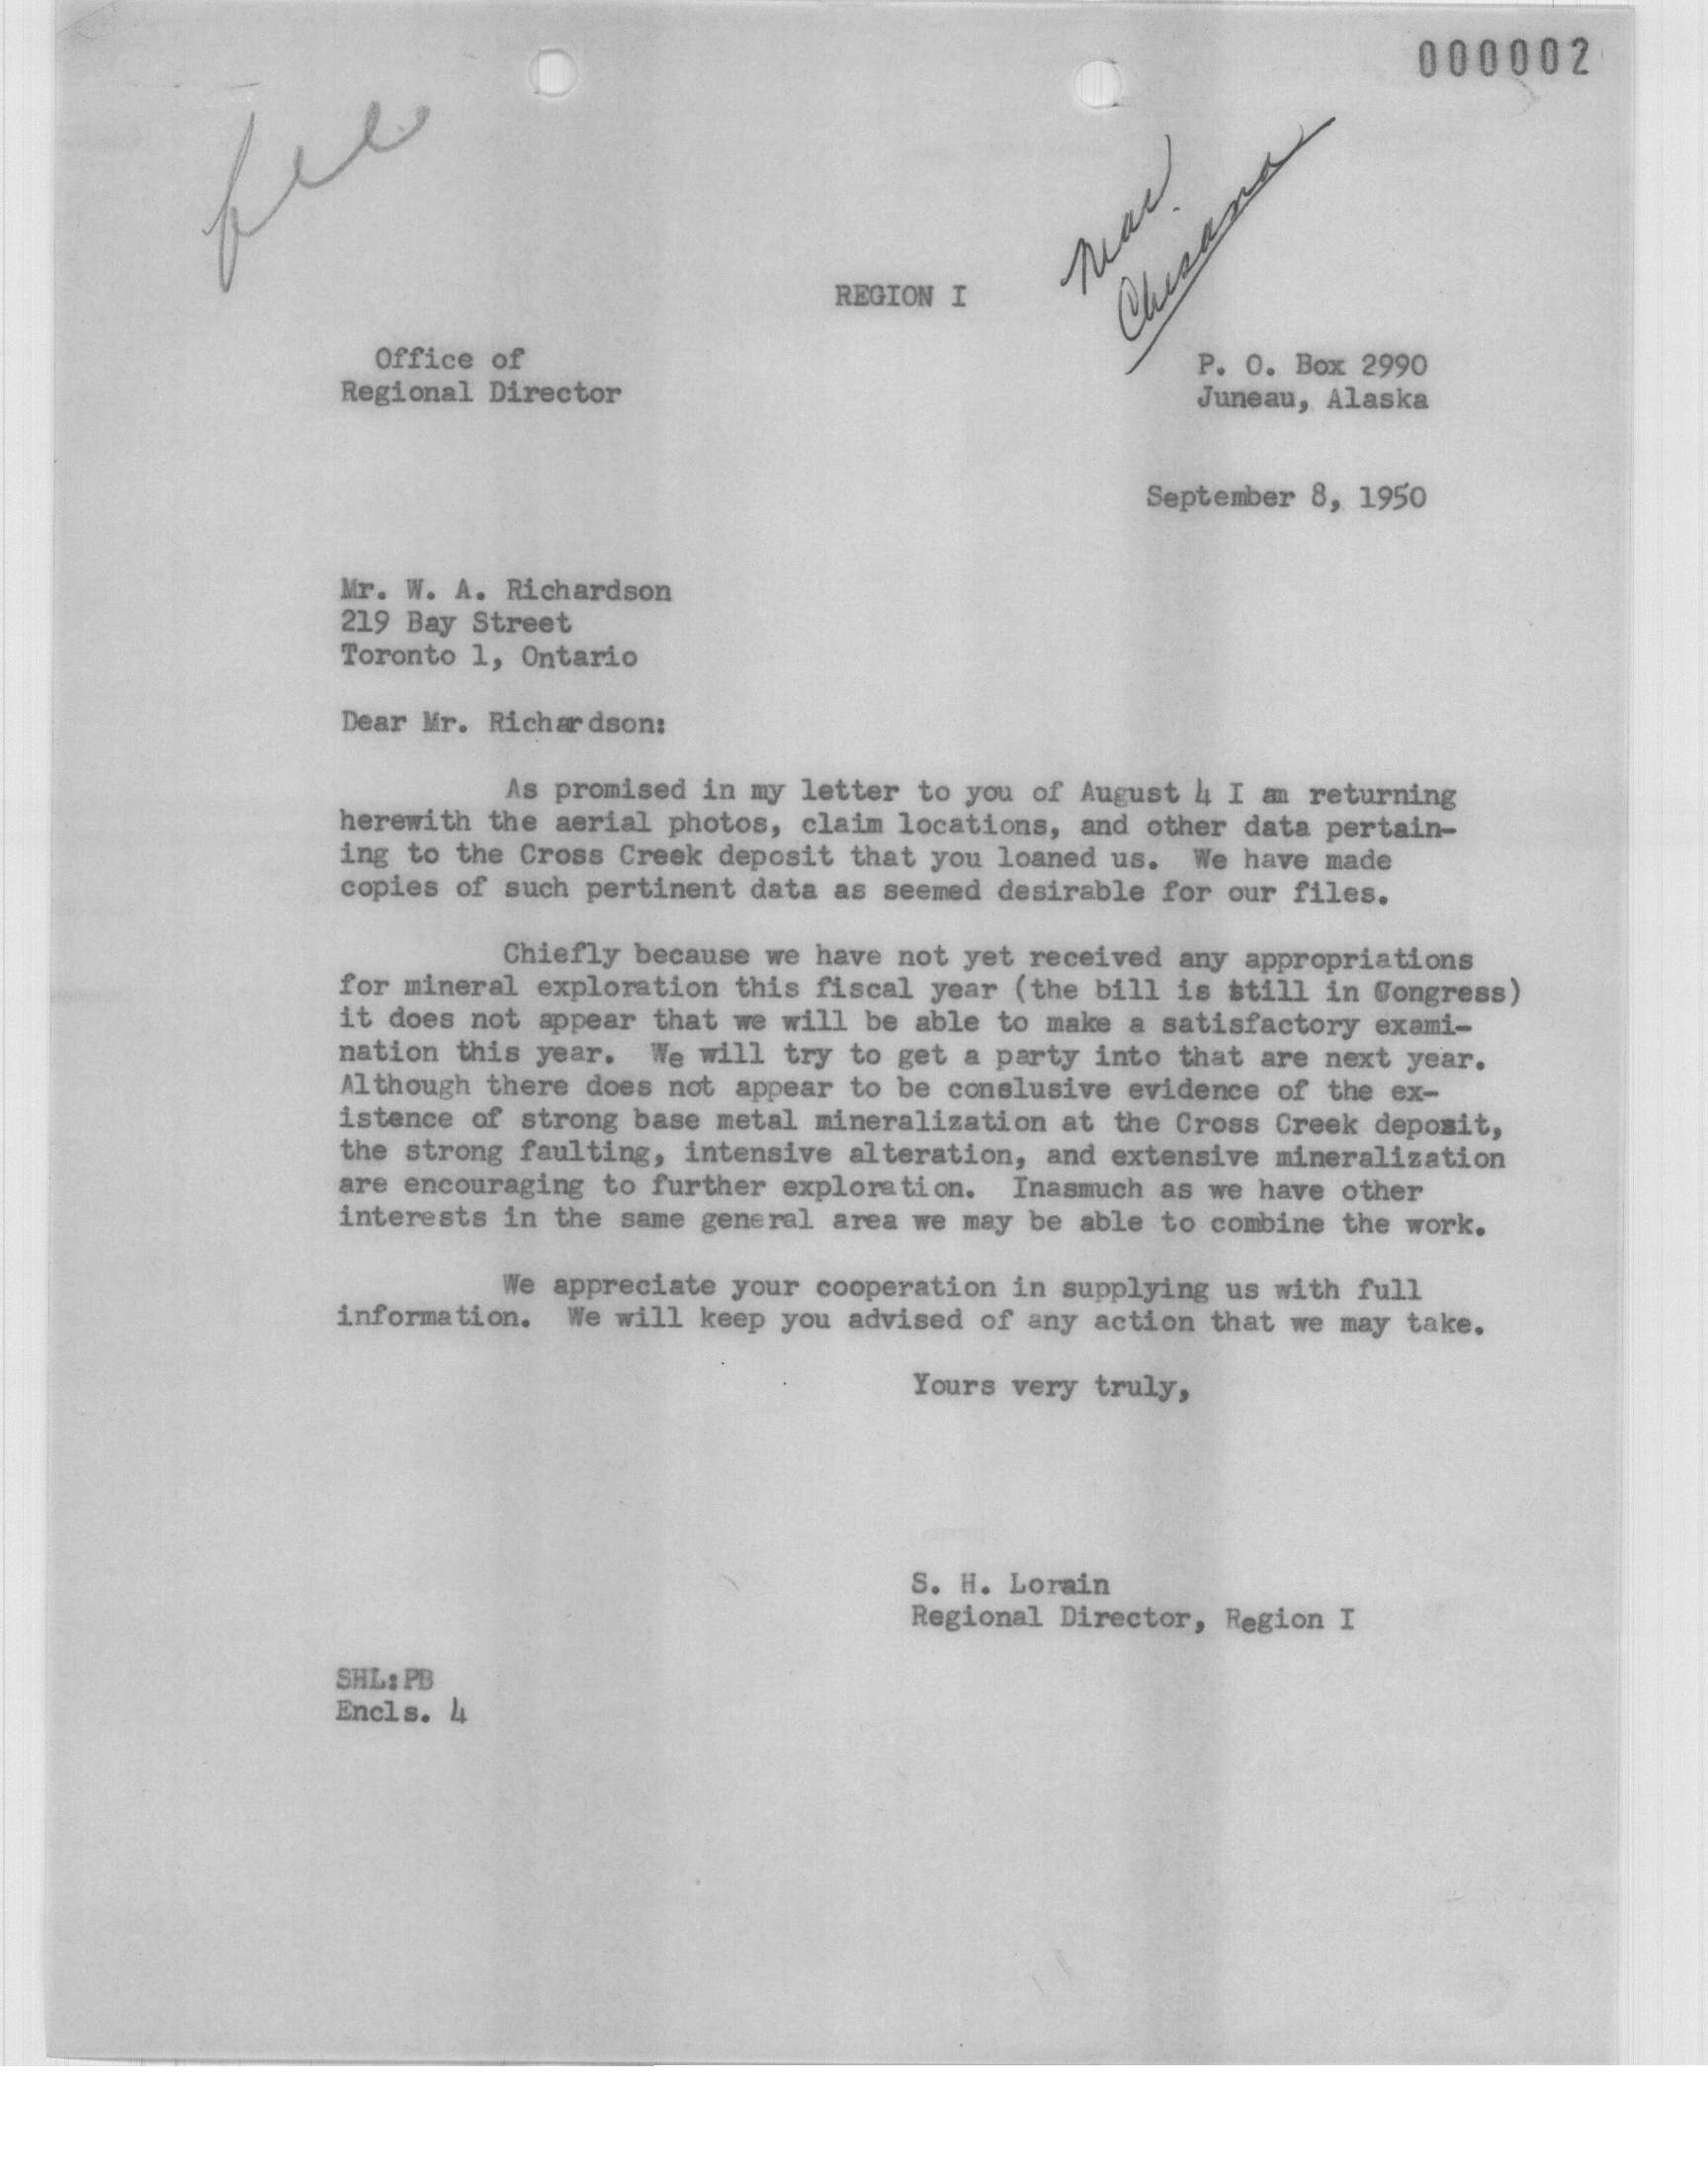 000002
file
Near
Chisana
REGION I
Office of
Regional Director
P. O. Box 2990
Juneau, Alaska
September 8, 1950
Mr. W. A. Richardson
219 Bay Street
Toronto 1, Ontario
Dear Mr. Richardson:
As promised in my letter to you of August 4 I am returning
herewith the aerial photos, claim locations, and other data pertain-
ing to the Cross Creek deposit that you loaned us. We have made
copies of such pertinent data as seemed desirable for our files.
Chiefly because we have not yet received any appropriations
for mineral exploration this fiscal year (the bill is still in Congress)
it does not appear that we will be able to make a satisfactory exami-
nation this year. We will try to get a party into that are next year.
Although there does not appear to be conslusive evidence of the ex-
istence of strong base metal mineralization at the Cross Creek deposit,
the strong faulting, intensive alteration, and extensive mineralization
are encouraging to further exploration. Inasmuch as we have other
interests in the same general area we may be able to combine the work.
We appreciate your cooperation in supplying us with full
information. We will keep you advised of any action that we may take.
Yours very truly,
S. H. Lorain
Regional Director, Region I
SHL:PB
Encls. 4